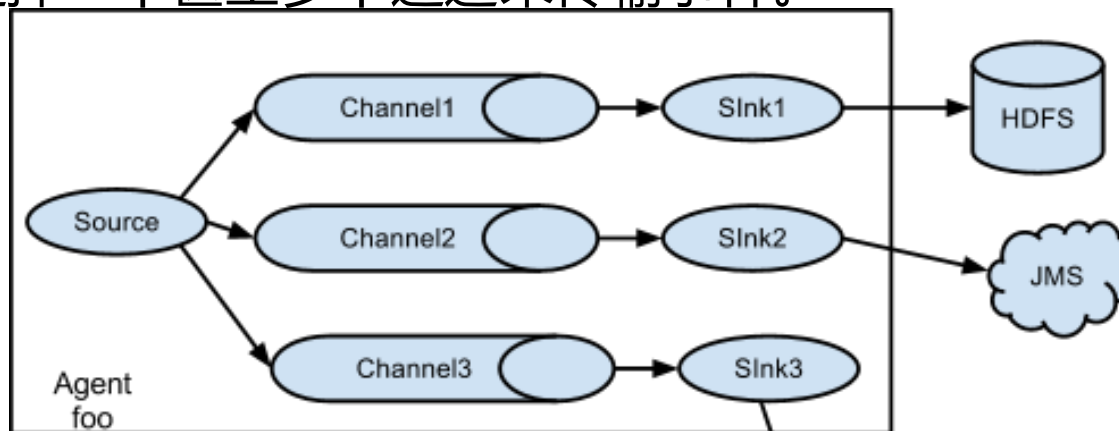 Channel1
SInk1
HDFS
Source
Channel2
SInk2
JMS
Channel3
SInk3
Agent
foo